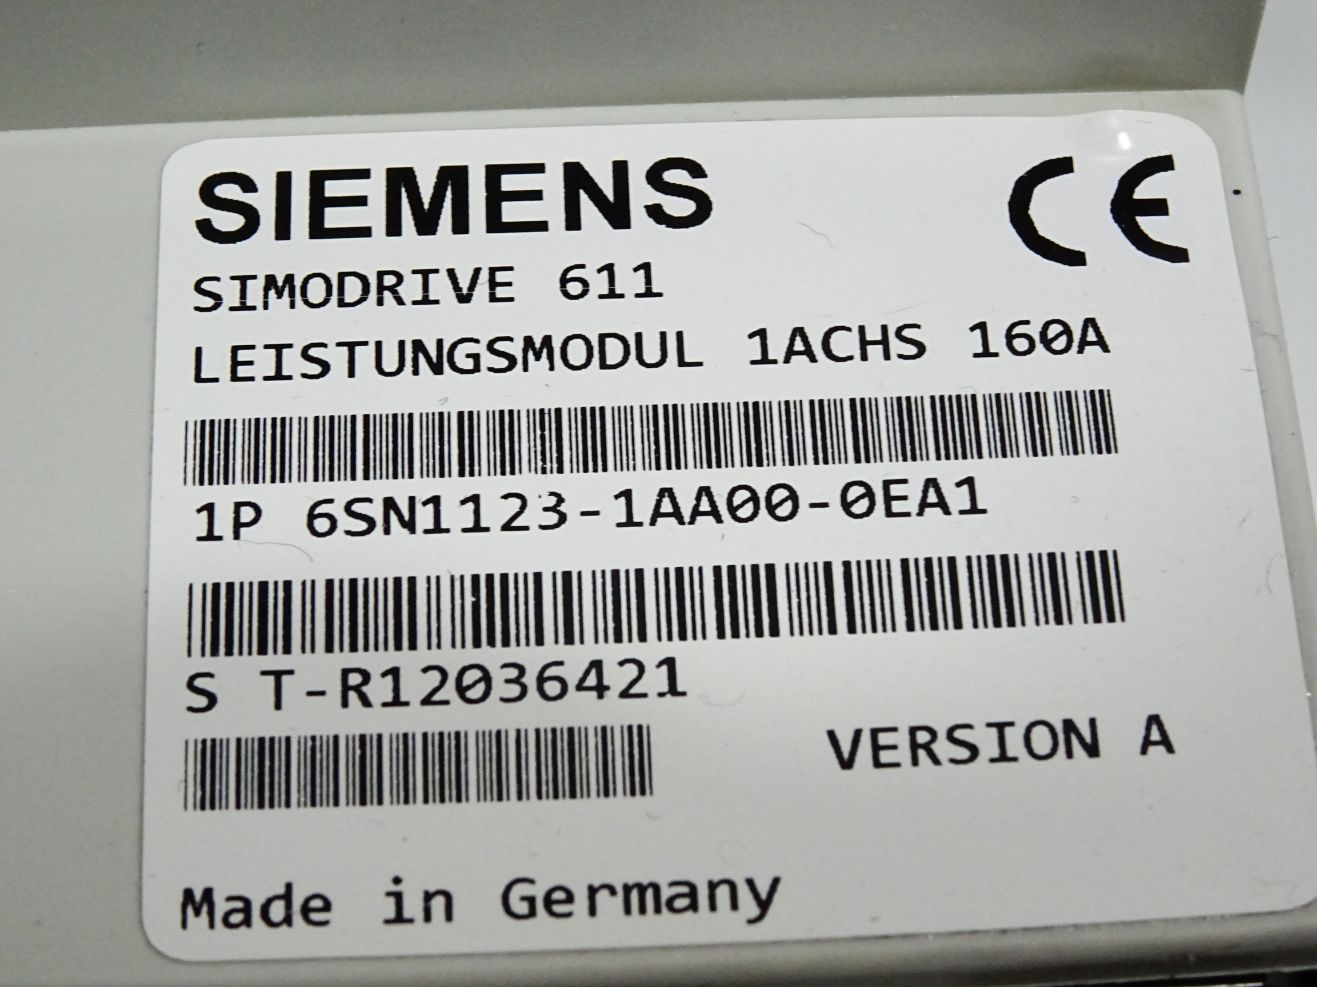 SIEMENS
CE
SIMODRIVE 611
LEISTUNGSMODUL 1ACHS 160A
1P 6SN1123-1AA00-0EA1
S T-R12036421
VERSION A
Made in Germany